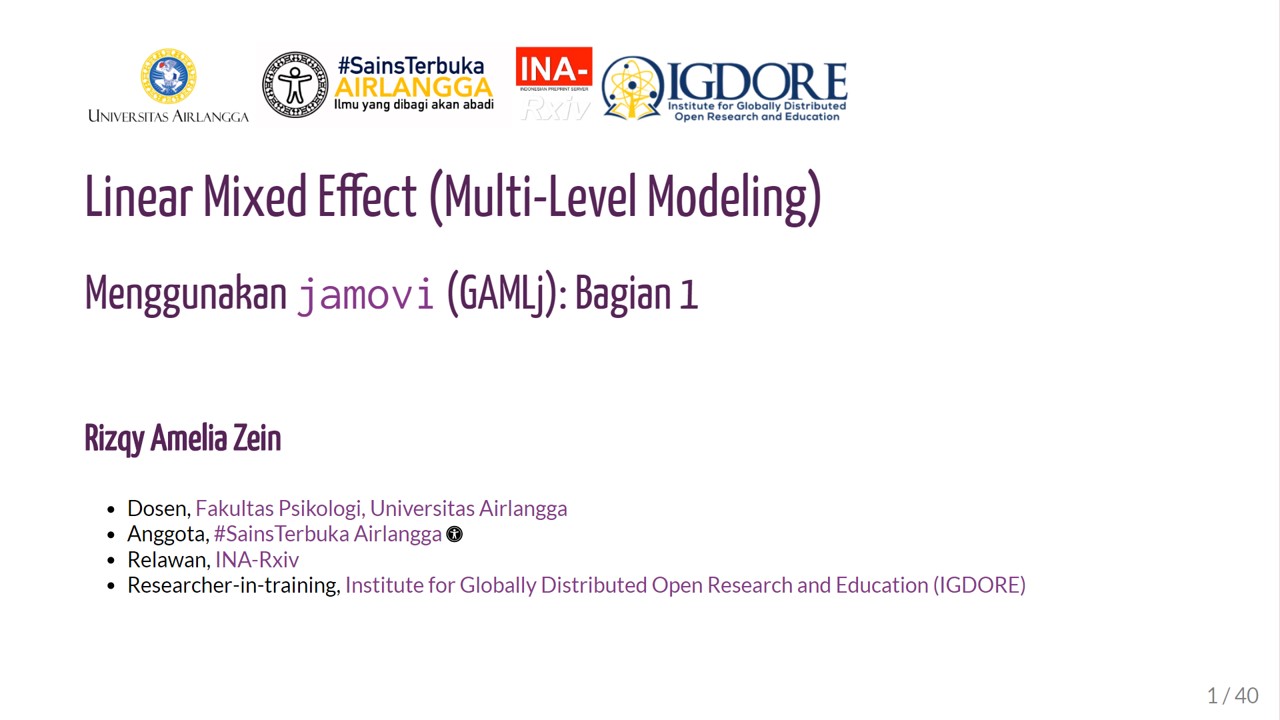 UNIVERSITAS AIRLANGGA
#SainsTerbuka
AIRLANGGA
Ilmu yang dibagi akan abadi
INA-
INDONESIAN PREPRINT SERVER
Rxiv
IGDORE
Institute for Globally Distributed
Open Research and Education
Linear Mixed Effect (Multi-Level Modeling)
Menggunakan jamovi (GAMLj): Bagian 1
Rizqy Amelia Zein
• Dosen, Fakultas Psikologi, Universitas Airlangga
• Anggota, #SainsTerbuka Airlangga
• Relawan, INA-Rxiv
• Researcher-in-training, Institute for Globally Distributed Open Research and Education (IGDORE)
1 / 40